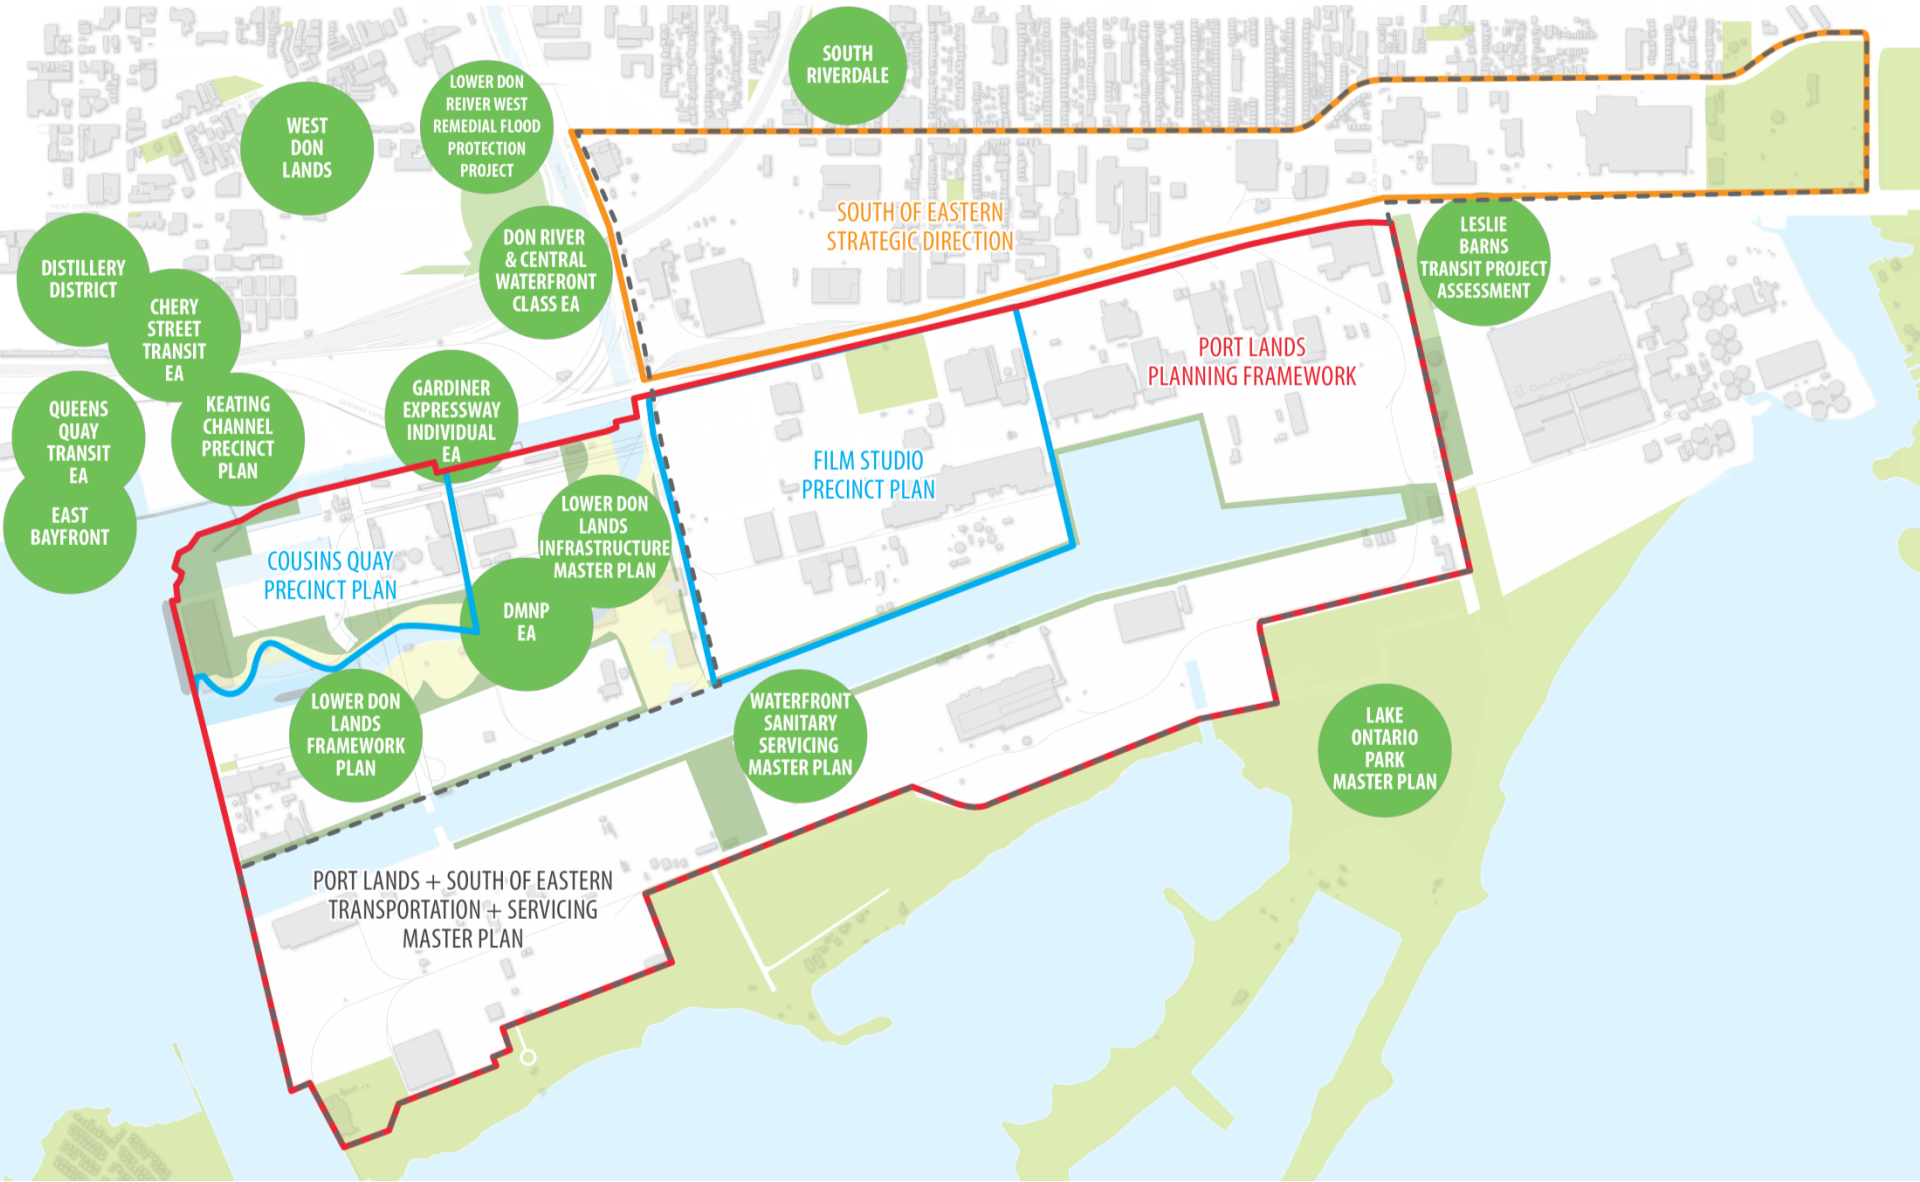 SOUTH
RIVERDALE
LOWER DON
REIVER WEST
REMEDIAL FLOOD
PROTECTION
PROJECT
WEST
DON
LANDS
SOUTH OF EASTERN
STRATEGIC DIRECTION
LESLIE
BARNS
TRANSIT PROJECT
ASSESSMENT
DON RIVER
& CENTRAL
WATERFRONT
CLASS EA
DISTILLERY
DISTRICT
CHERY
STREET
TRANSIT
EA
PORT LANDS
PLANNING FRAMEWORK
GARDINER
EXPRESSWAY
INDIVIDUAL
EA
QUEENS
QUAY
TRANSIT
EA
KEATING
CHANNEL
PRECINCT
PLAN
FILM STUDIO
PRECINCT PLAN
EAST
BAYFRONT
LOWER DON
LANDS
INFRASTRUCTURE
MASTER PLAN
COUSINS QUAY
PRECINCT PLAN
DMNP
EA
LOWER DON
LANDS
FRAMEWORK
PLAN
WATERFRONT
SANITARY
SERVICING
MASTER PLAN
LAKE
ONTARIO
PARK
MASTER PLAN
PORT LANDS + SOUTH OF EASTERN
TRANSPORTATION + SERVICING
MASTER PLAN